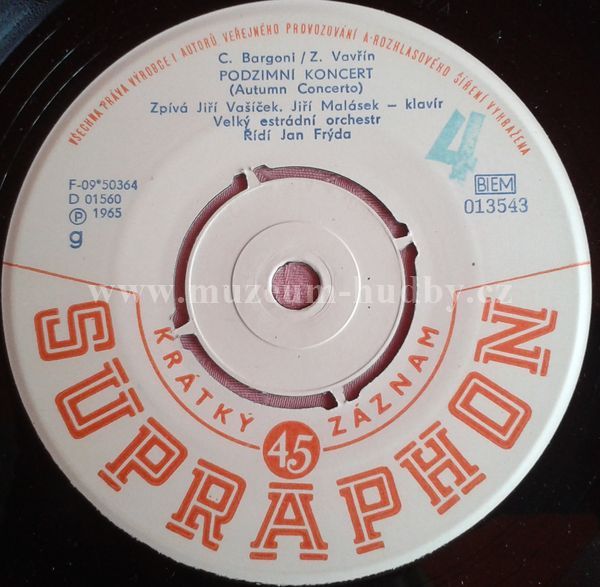 VŠECHNA PRÁVA VÝROBCE I AUTORŮ VEŘEJNÉHO PROVOZOVÁNÍ A ROZHLASOVÉHO ŠÍŘENÍ VYHRAŽENA
C. Bargoni/Z. Vavřín
PODZIMNÍ KONCERT
(Autumn Concerto)
Zpívá Jiří Vašíček. Jiří Malásek – klavír
Velký estrádní orchestr
Řídí Jan Frýda
4
F-09*50364
D 01560
Ⓟ 1965
g
BIEM
013543
www.muzeum-hudby.cz
KRÁTKÝ 45 ZÁZNAM
SUPRAPHON